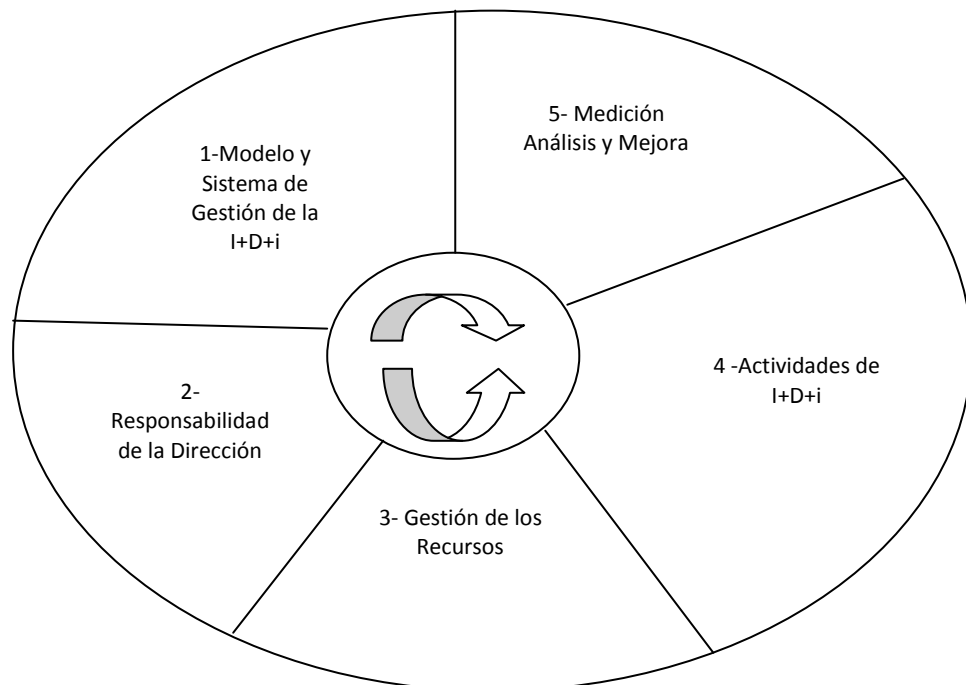 1-Modelo y
Sistema de
Gestión de la
I+D+i
2-
Responsabilidad
de la Dirección
3- Gestión de los
Recursos
4 -Actividades de
I+D+i
5- Medición
Análisis y Mejora